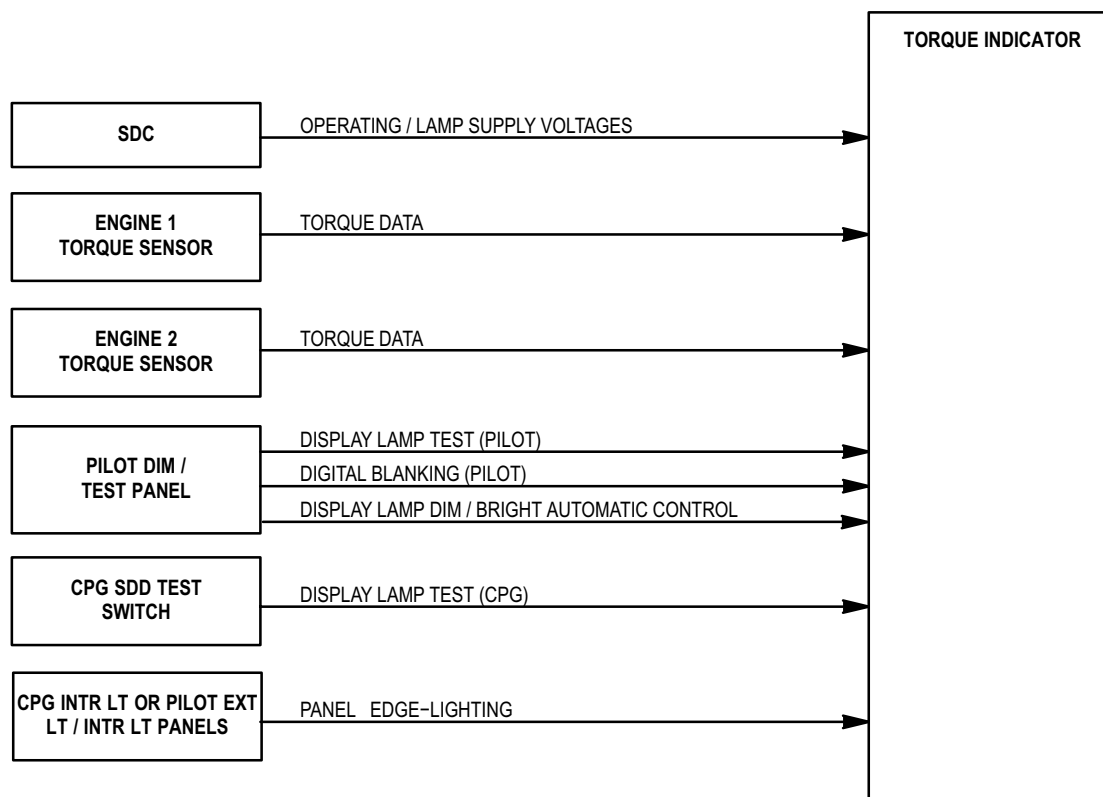 TORQUE INDICATOR
SDC
OPERATING / LAMP SUPPLY VOLTAGES
ENGINE 1
TORQUE SENSOR
TORQUE DATA
ENGINE 2
TORQUE SENSOR
TORQUE DATA
PILOT DIM /
TEST PANEL
DISPLAY LAMP TEST (PILOT)
DIGITAL BLANKING (PILOT)
DISPLAY LAMP DIM / BRIGHT AUTOMATIC CONTROL
CPG SDD TEST
SWITCH
DISPLAY LAMP TEST (CPG)
CPG INTR LT OR PILOT EXT
LT / INTR LT PANELS
PANEL EDGE−LIGHTING